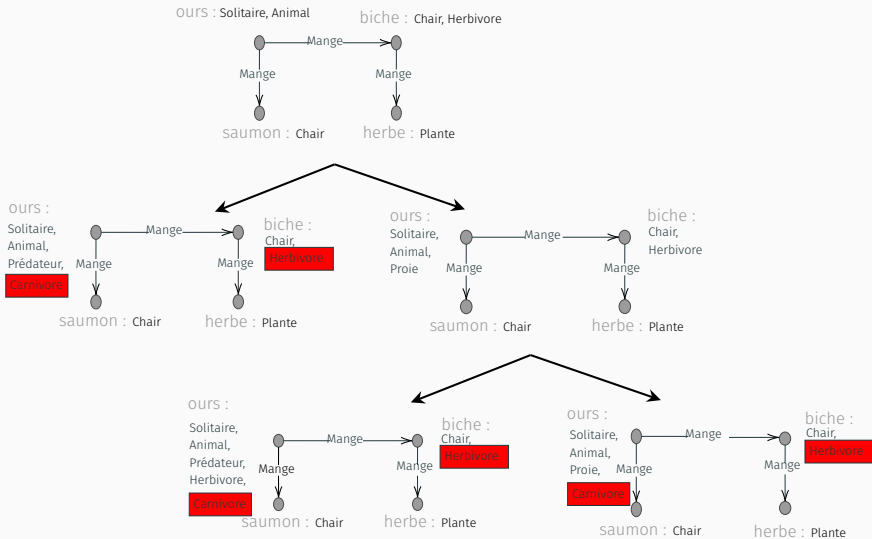 ours : Solitaire, Animal
biche : Chair, Herbivore
Mange
Mange
Mange
saumon : Chair
herbe : Plante
ours :
Solitaire,
Animal,
Prédateur,
Carnivore
Mange
Mange
biche :
Chair,
Herbivore
Mange
saumon : Chair
herbe : Plante
ours :
Solitaire,
Animal,
Proie
Mange
Mange
biche :
Chair,
Herbivore
Mange
saumon : Chair
herbe : Plante
ours :
Solitaire,
Animal,
Prédateur,
Herbivore,
Carnivore
Mange
Mange
biche :
Chair,
Herbivore
Mange
saumon : Chair
herbe : Plante
ours :
Solitaire,
Animal,
Proie,
Carnivore
Mange
Mange
biche :
Chair,
Herbivore
Mange
saumon : Chair
herbe : Plante